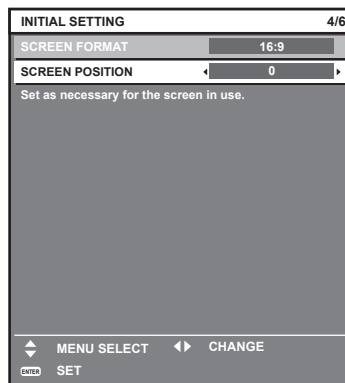 INITIAL SETTING 4/6
SCREEN FORMAT 16:9
SCREEN POSITION 0
Set as necessary for the screen in use.
MENU SELECT CHANGE
ENTER SET